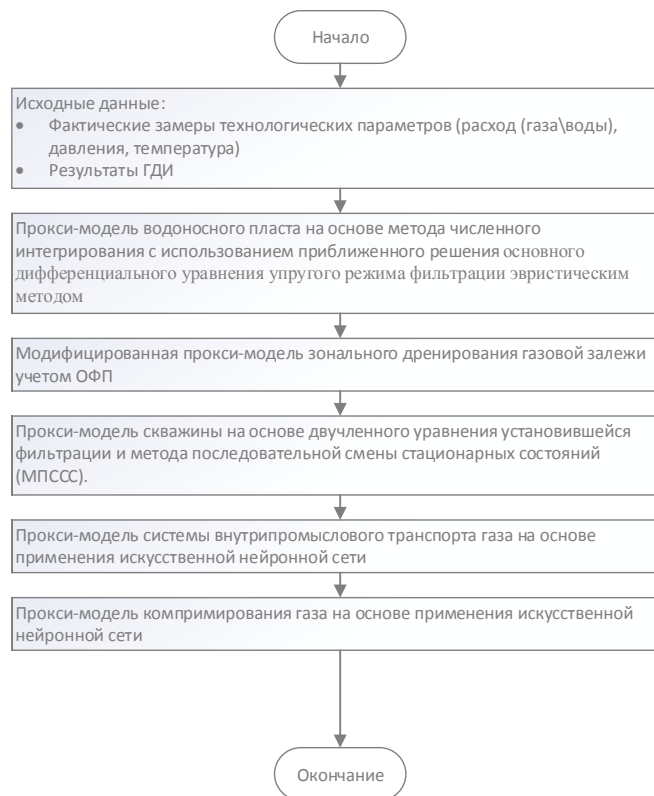 Начало
Исходные данные:
• Фактические замеры технологических параметров (расход (газа\воды),
давления, температура)
• Результаты ГДИ
Прокси-модель водоносного пласта на основе метода численного
интегрирования с использованием приближенного решения основного
дифференциального уравнения упругого режима фильтрации эвристическим
методом
Модифицированная прокси-модель зонального дренирования газовой залежи
учетом ОФП
Прокси-модель скважины на основе двучленного уравнения установившейся
фильтрации и метода последовательной смены стационарных состояний
(МПССС).
Прокси-модель системы внутрипромыслового транспорта газа на основе
применения искусственной нейронной сети
Прокси-модель компримирования газа на основе применения искусственной
нейронной сети
Окончание